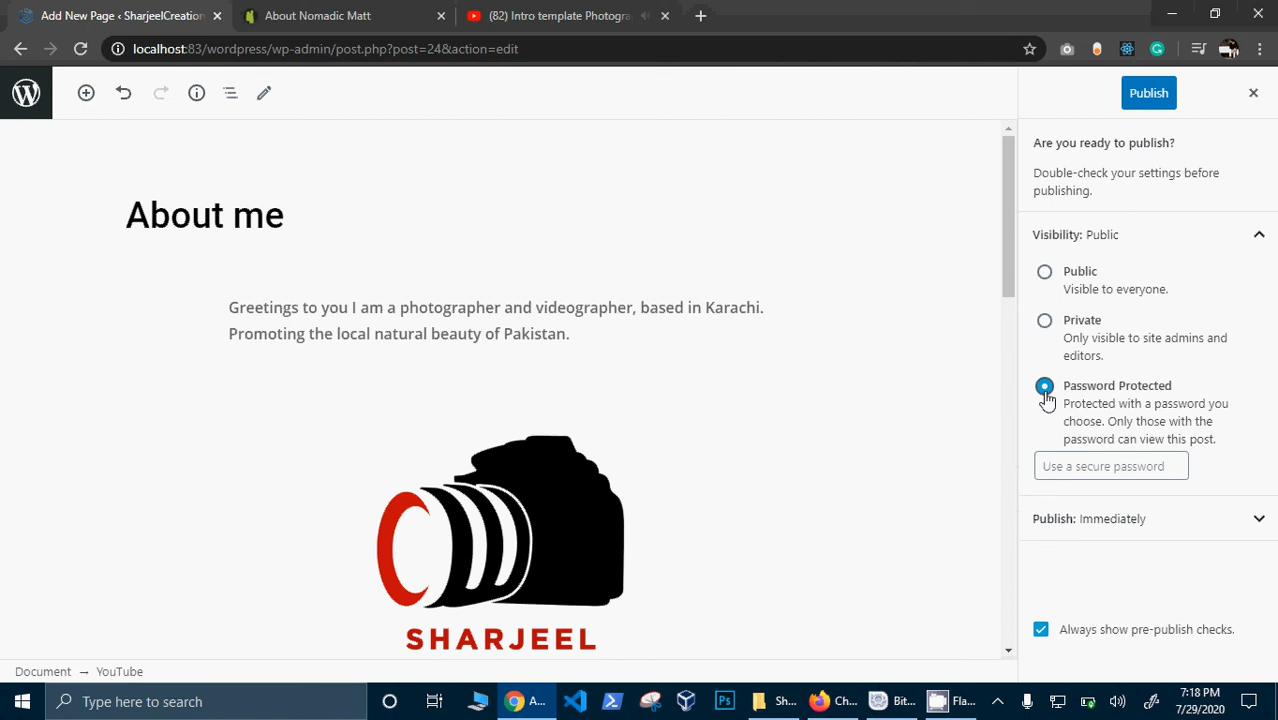 Add New Page ‹ SharjeelCreation
About Nomadic Matt
(82) Intro template Photogra
localhost:83/wordpress/wp-admin/post.php?post=24&action=edit
Publish
Are you ready to publish?
Double-check your settings before
publishing.
Visibility: Public
Public
Visible to everyone.
Private
Only visible to site admins and
editors.
Password Protected
Protected with a password you
choose. Only those with the
password can view this post.
Use a secure password
Publish: Immediately
Always show pre-publish checks.
About me
Greetings to you I am a photographer and videographer, based in Karachi.
Promoting the local natural beauty of Pakistan.
SHARJEEL
Document → YouTube
Type here to search
A...
Ps
Sh...
Ch...
Bit...
Fla...
7:18 PM
7/29/2020